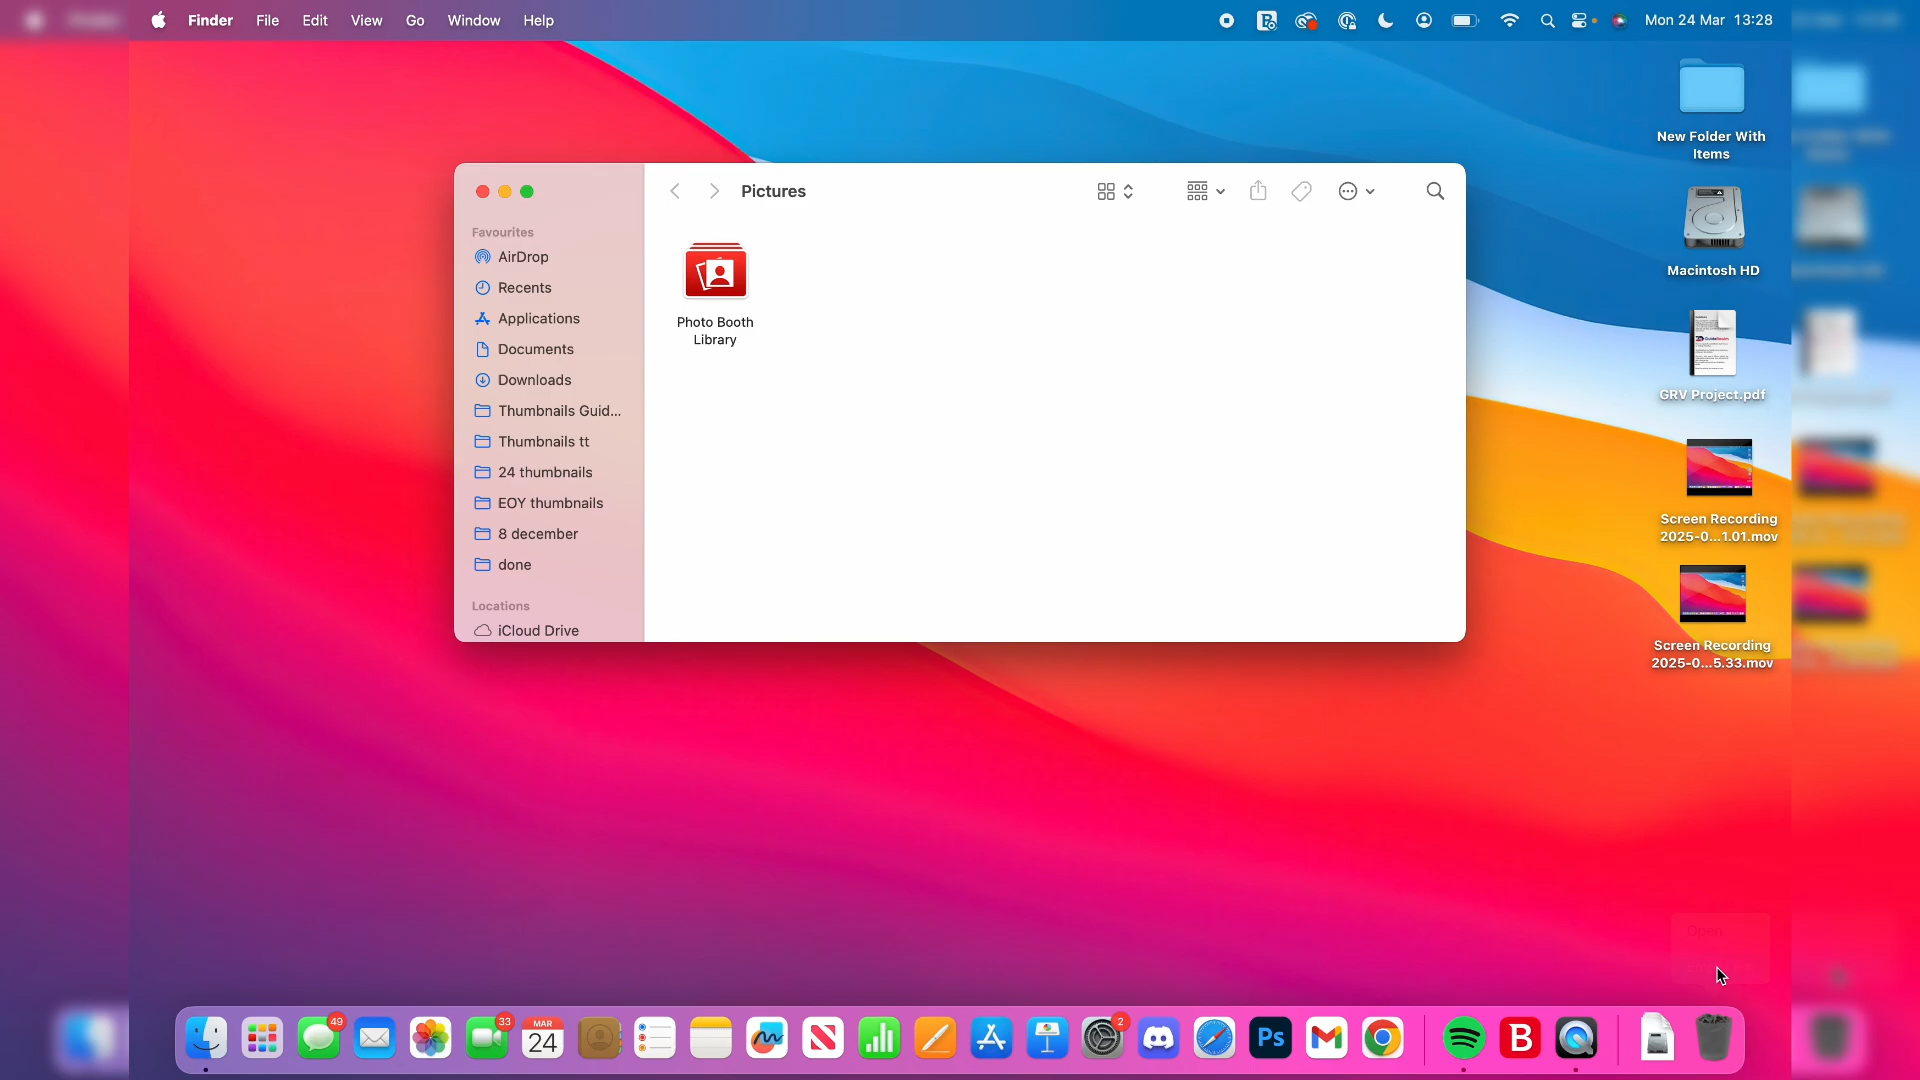 Finder File Edit View Go Window Help
Mon 24 Mar 13:28
New Folder With
Items
Macintosh HD
GRV Project.pdf
Screen Recording
2025-0...1.01.mov
Screen Recording
2025-0...5.33.mov
Pictures
Favourites
AirDrop
Recents
Applications
Documents
Downloads
Thumbnails Guid...
Thumbnails tt
24 thumbnails
EOY thumbnails
8 december
done
Locations
iCloud Drive
Photo Booth
Library
Open
49
33
MAR
24
2
Ps
B